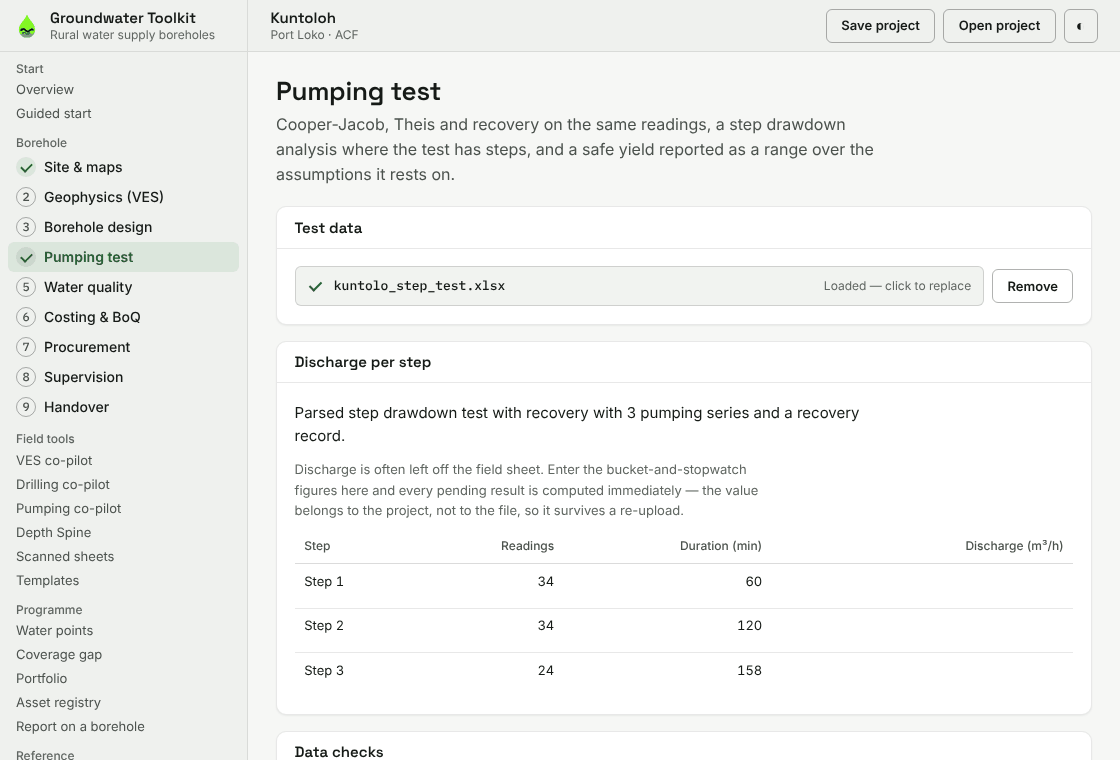 Groundwater Toolkit
Rural water supply boreholes
Kuntoloh
Port Loko · ACF
Save project
Open project
Start
Overview
Guided start
Borehole
Site & maps
2 Geophysics (VES)
3 Borehole design
Pumping test
5 Water quality
6 Costing & BoQ
7 Procurement
8 Supervision
9 Handover
Field tools
VES co-pilot
Drilling co-pilot
Pumping co-pilot
Depth Spine
Scanned sheets
Templates
Programme
Water points
Coverage gap
Portfolio
Asset registry
Report on a borehole
Reference
Pumping test
Cooper-Jacob, Theis and recovery on the same readings, a step drawdown
analysis where the test has steps, and a safe yield reported as a range over the
assumptions it rests on.
Test data
kuntolo_step_test.xlsx
Loaded — click to replace
Remove
Discharge per step
Parsed step drawdown test with recovery with 3 pumping series and a recovery
record.
Discharge is often left off the field sheet. Enter the bucket-and-stopwatch
figures here and every pending result is computed immediately — the value
belongs to the project, not to the file, so it survives a re-upload.
Step Readings Duration (min) Discharge (m³/h)
Step 1 34 60
Step 2 34 120
Step 3 24 158
Data checks